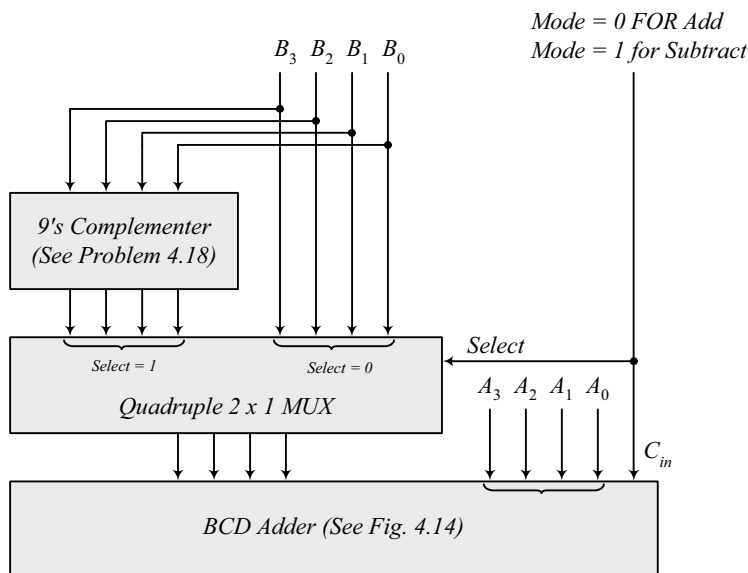 Mode = 0 FOR Add
Mode = 1 for Subtract
B3 B2 B1 B0
9's Complementer
(See Problem 4.18)
Select
Select = 1
Select = 0
Quadruple 2 x 1 MUX
A3 A2 A1 A0
Cin
BCD Adder (See Fig. 4.14)